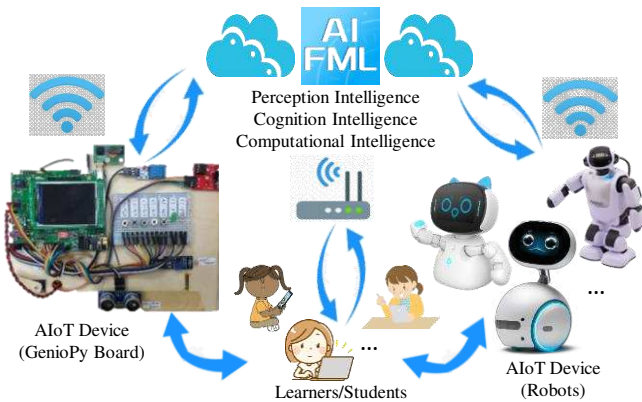 AI
FML
Perception Intelligence
Cognition Intelligence
Computational Intelligence
...
AIoT Device
(GenioPy Board)
...
Learners/Students
AIoT Device
(Robots)